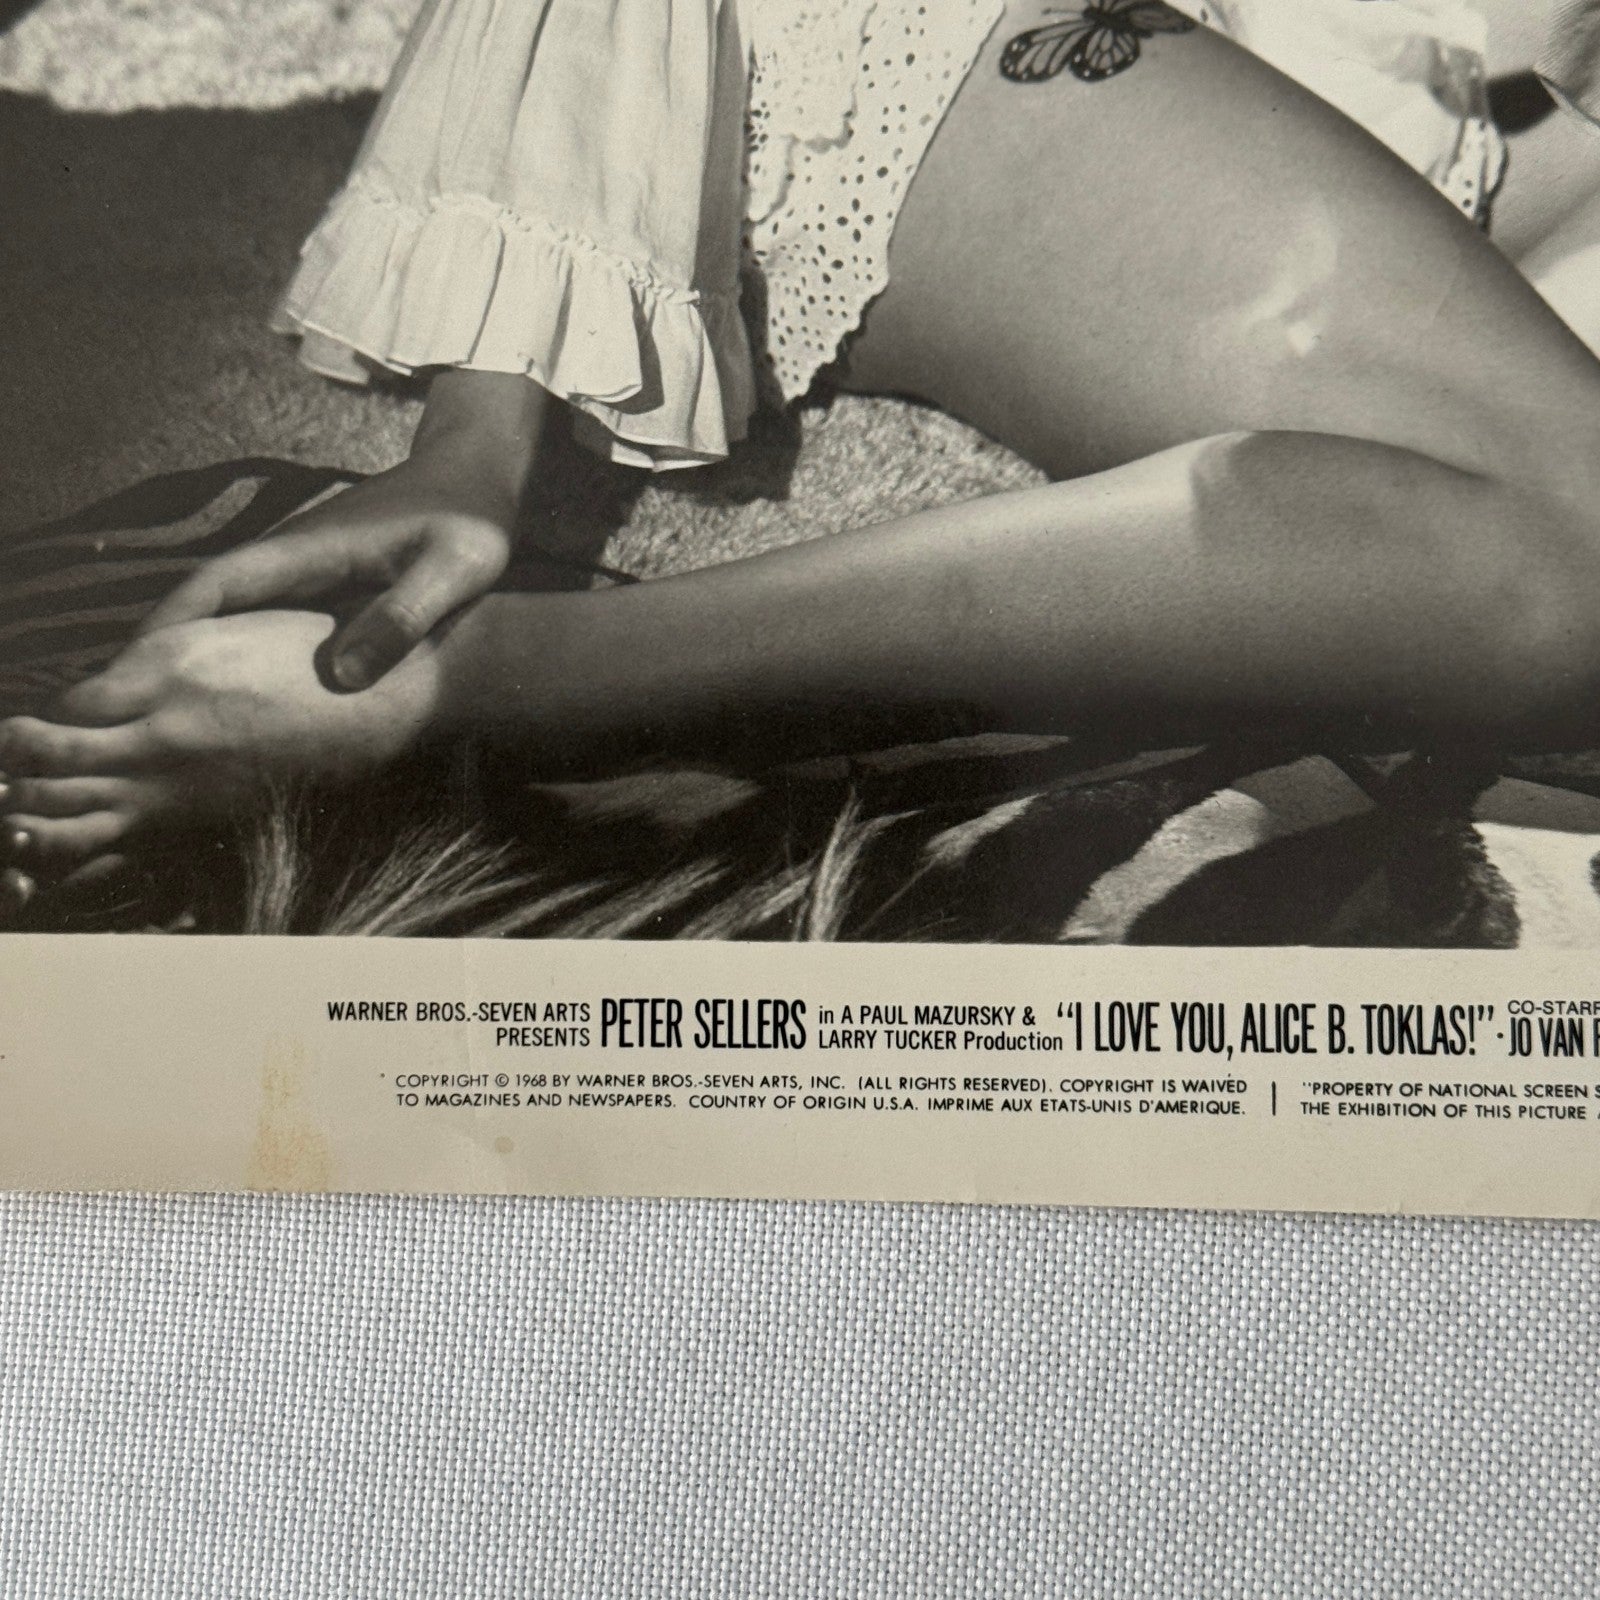 WARNER BROS.-SEVEN ARTS
PRESENTS
PETER SELLERS
in A PAUL MAZURSKY &
LARRY TUCKER Production
“I LOVE YOU, ALICE B. TOKLAS!” ·
JO VAN
COPYRIGHT © 1968 BY WARNER BROS.-SEVEN ARTS, INC. (ALL RIGHTS RESERVED). COPYRIGHT IS WAIVED
TO MAGAZINES AND NEWSPAPERS. COUNTRY OF ORIGIN U.S.A. IMPRIME AUX ETATS-UNIS D'AMERIQUE.
"PROPERTY OF NATIONAL SCREEN
THE EXHIBITION OF THIS PICTURE